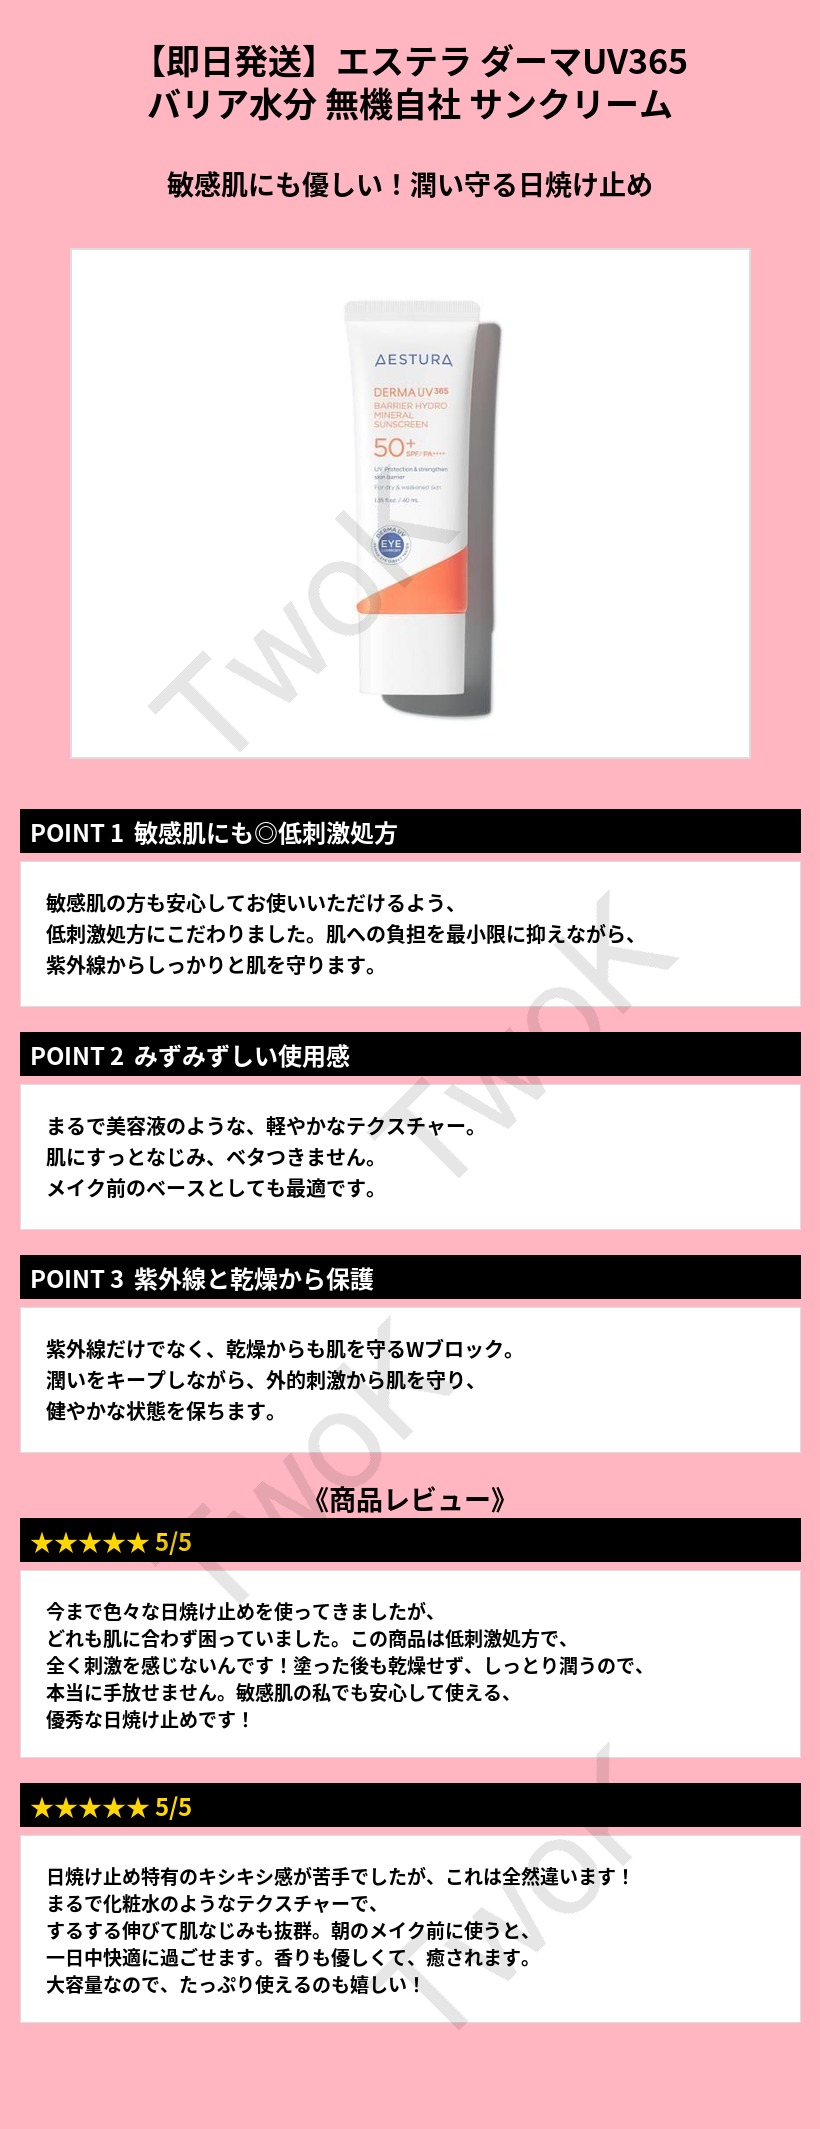 【即日発送】エステラ ダーマUV365
バリア水分 無機自社 サンクリーム
敏感肌にも優しい！潤い守る日焼け止め
AESTURA
DERMA UV365
BARRIER HYDRO
MINERAL
SUNSCREEN
50+
SPF/ PA++++
UV Protection & strengthen
skin barrier
For dry & weakened skin
DERMA UV
EYE
TwoK
POINT 1 敏感肌にも◎低刺激処方
敏感肌の方も安心してお使いいただけるよう、
低刺激処方にこだわりました。肌への負担を最小限に抑えながら、
紫外線からしっかりと肌を守ります。
TwoK
POINT 2 みずみずしい使用感
まるで美容液のような、軽やかなテクスチャー。
肌にすっとなじみ、ベタつきません。
メイク前のベースとしても最適です。
POINT 3 紫外線と乾燥から保護
紫外線だけでなく、乾燥からも肌を守るWブロック。
潤いをキープしながら、外的刺激から肌を守り、
健やかな状態を保ちます。
TwoK
《商品レビュー》
★★★★★ 5/5
今まで色々な日焼け止めを使ってきましたが、
どれも肌に合わず困っていました。この商品は低刺激処方で、
全く刺激を感じないんです！塗った後も乾燥せず、しっとり潤うので、
本当に手放せません。敏感肌の私でも安心して使える、
優秀な日焼け止めです！
★★★★★ 5/5
日焼け止め特有のキシキシ感が苦手でしたが、これは全然違います！
まるで化粧水のようなテクスチャーで、
するする伸びて肌なじみも抜群。朝のメイク前に使うと、
一日中快適に過ごせます。香りも優しくて、癒されます。
大容量なので、たっぷり使えるのも嬉しい！
TwoK